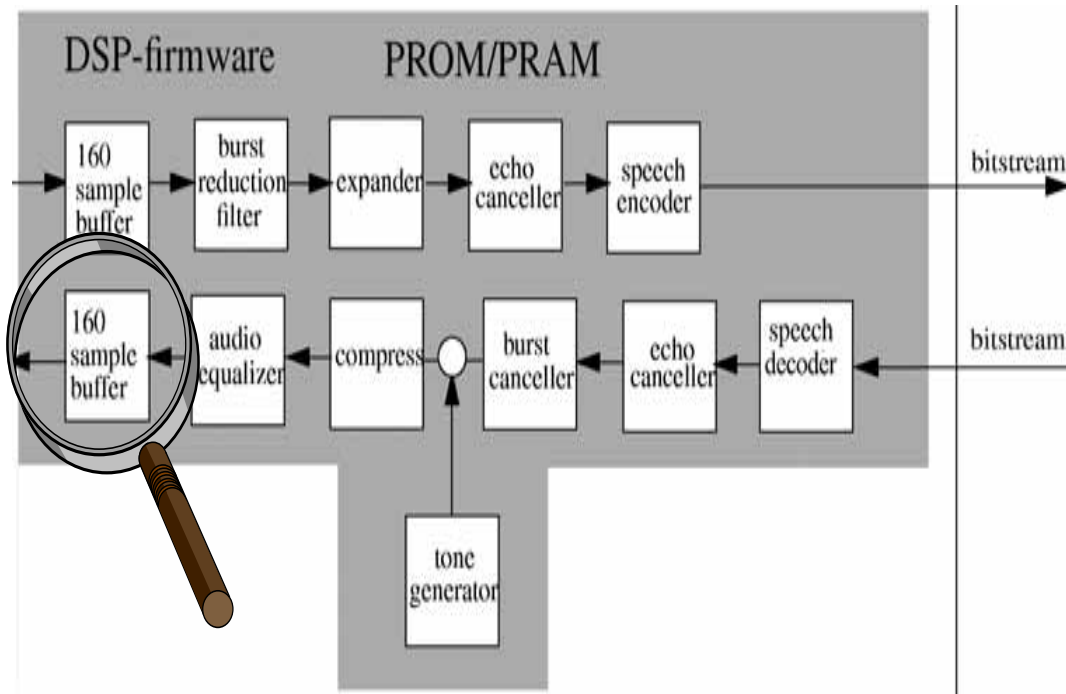 DSP-firmware
PROM/PRAM
160
sample
buffer
burst
reduction
filter
expander
echo
canceller
speech
encoder
bitstream
160
sample
buffer
audio
equalizer
compress
burst
canceller
echo
canceller
speech
decoder
bitstream
tone
generator